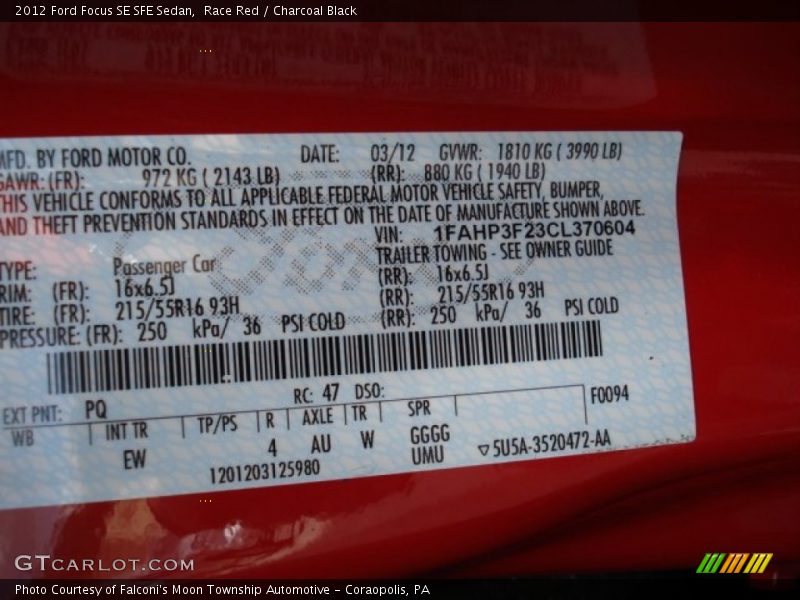 2012 Ford Focus SE SFE Sedan,  Race Red / Charcoal Black
MFD. BY FORD MOTOR CO. DATE: 03/12 GVWR: 1810 KG ( 3990 LB)
GAWR: (FR): 972 KG ( 2143 LB) (RR): 880 KG ( 1940 LB)
THIS VEHICLE CONFORMS TO ALL APPLICABLE FEDERAL MOTOR VEHICLE SAFETY, BUMPER,
AND THEFT PREVENTION STANDARDS IN EFFECT ON THE DATE OF MANUFACTURE SHOWN ABOVE.
VIN: 1FAHP3F23CL370604
TYPE: Passenger Car TRAILER TOWING - SEE OWNER GUIDE
RIM: (FR): 16x6.5J (RR): 16x6.5J
TIRE: (FR): 215/55R16 93H (RR): 215/55R16 93H
PRESSURE: (FR): 250 kPa/ 36 PSI COLD (RR): 250 kPa/ 36 PSI COLD
EXT PNT: PQ RC: 47 DSO: F0094
WB INT TR TP/PS R AXLE TR SPR
EW 4 AU W GGGG
UMU
1201203125980 ▽5U5A-3520472-AA
GTCARLOT.COM
Photo Courtesy of Falconi's Moon Township Automotive - Coraopolis, PA